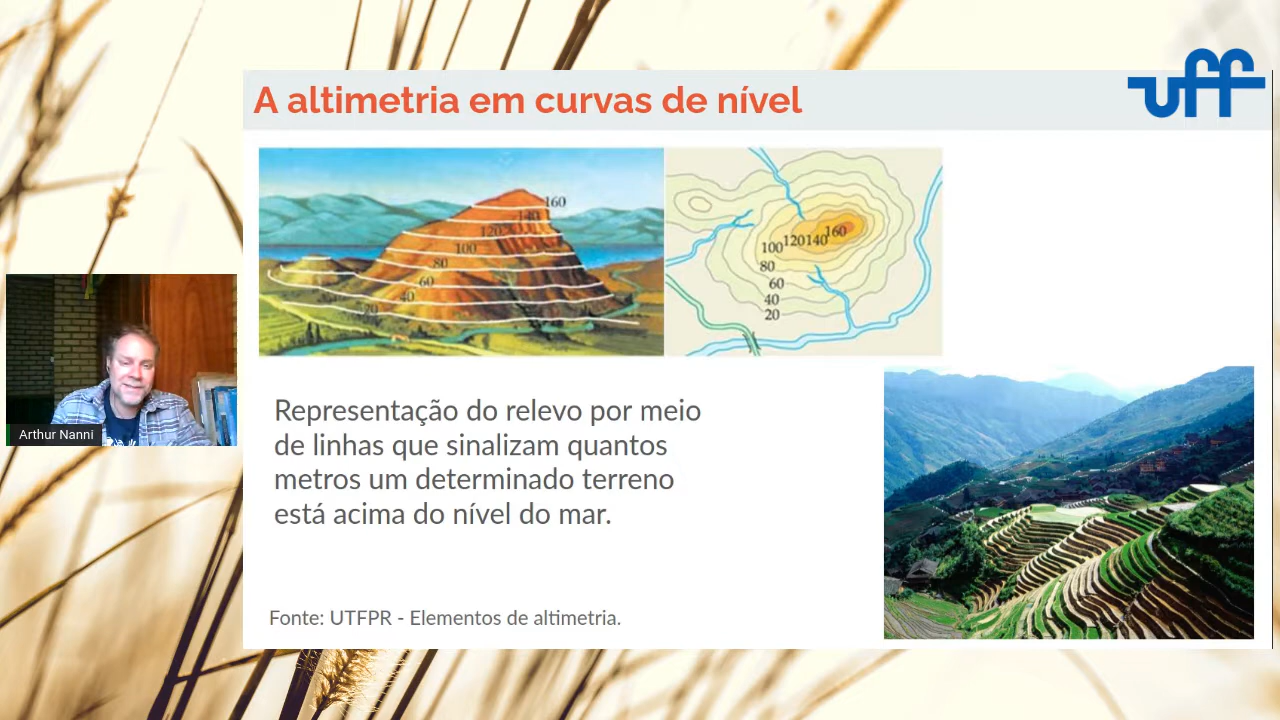 A altimetria em curvas de nível
uff
160
140
120
100
80
60
40
20
100 120 140 160
80
60
40
20
Arthur Nanni
Representação do relevo por meio
de linhas que sinalizam quantos
metros um determinado terreno
está acima do nível do mar.
Fonte: UTFPR - Elementos de altimetria.